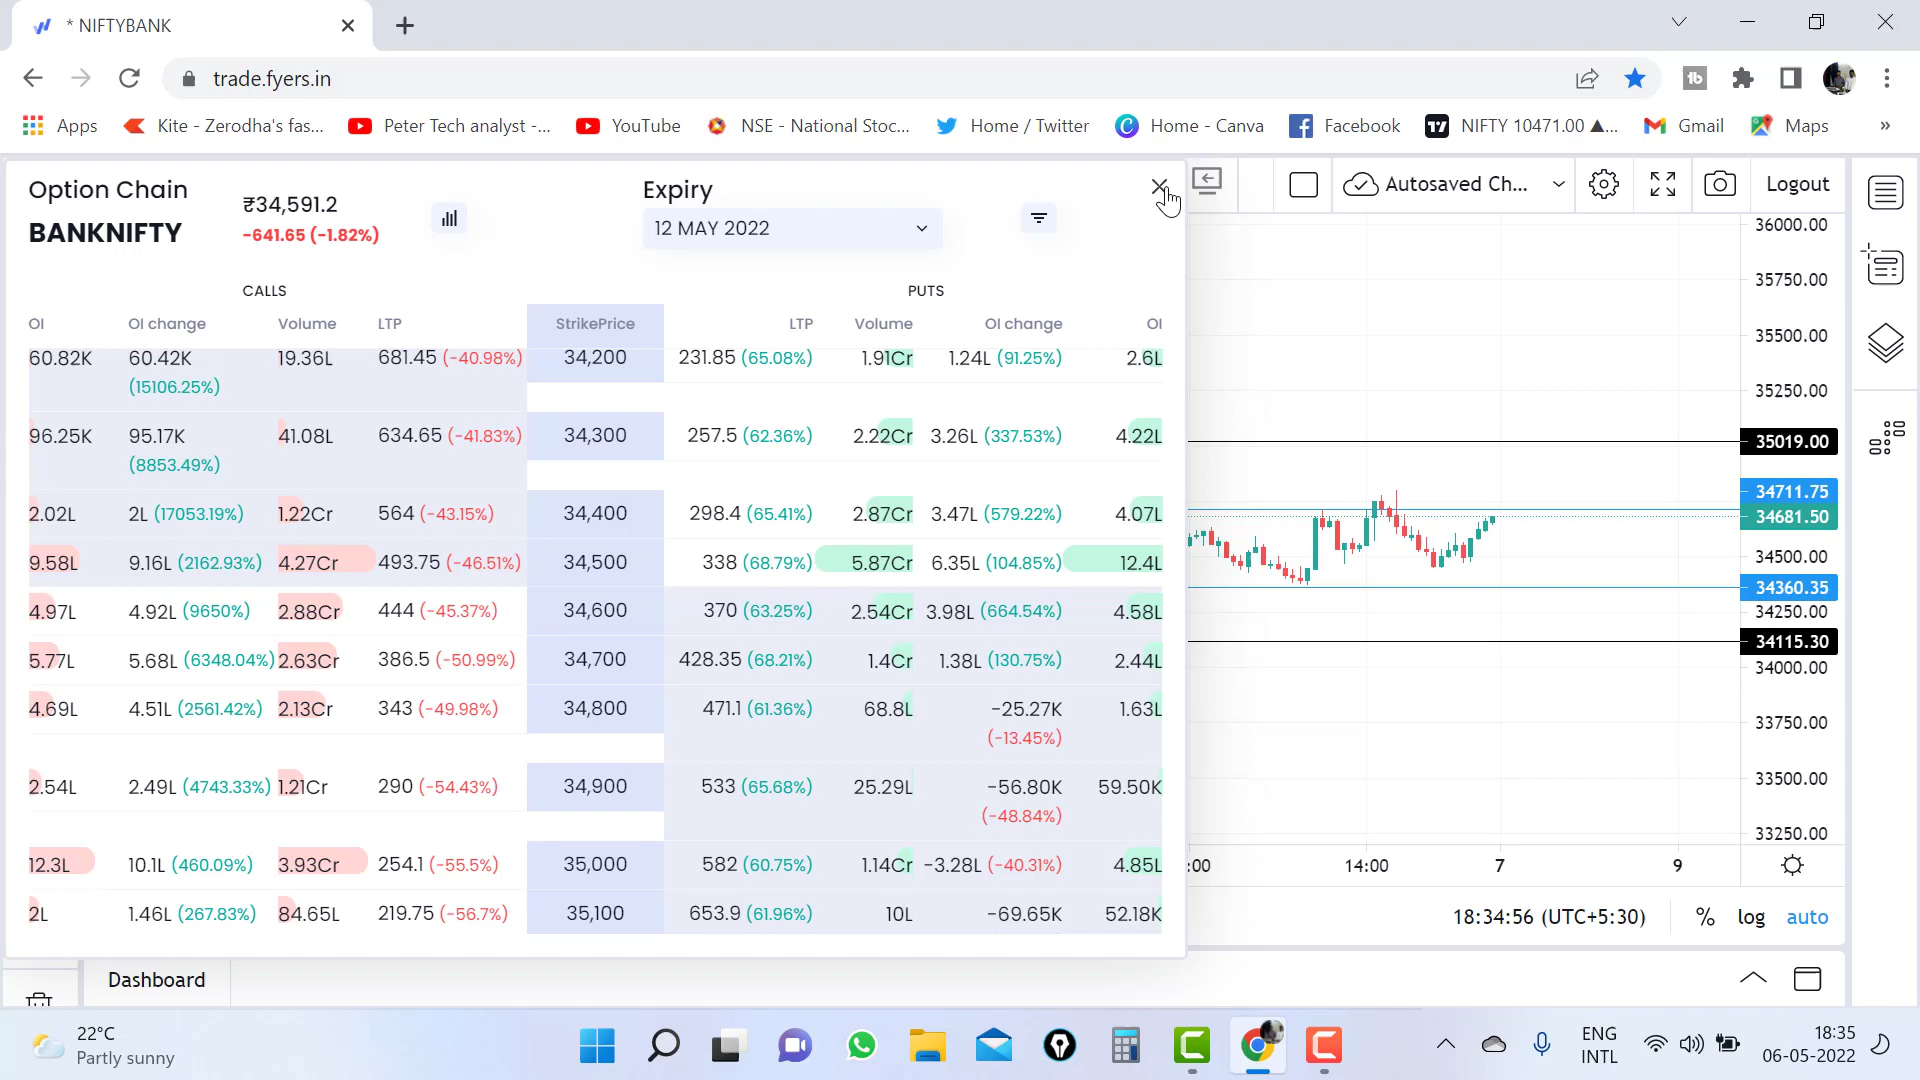 * NIFTYBANK
trade.fyers.in
Apps Kite - Zerodha's fas... Peter Tech analyst -... YouTube NSE - National Stoc... Home / Twitter Home - Canva Facebook NIFTY 10471.00 ▲... Gmail Maps »
Option Chain
BANKNIFTY
₹34,591.2
-641.65 (-1.82%)
Expiry
12 MAY 2022
Autosaved Ch... Logout
CALLS PUTS
OI OI change Volume LTP StrikePrice LTP Volume OI change OI
60.82K 60.42K 19.36L 681.45 (-40.98%) 34,200 231.85 (65.08%) 1.91Cr 1.24L (91.25%) 2.6L
(15106.25%)
96.25K 95.17K 41.08L 634.65 (-41.83%) 34,300 257.5 (62.36%) 2.22Cr 3.26L (337.53%) 4.22L
(8853.49%)
2.02L 2L (17053.19%) 1.22Cr 564 (-43.15%) 34,400 298.4 (65.41%) 2.87Cr 3.47L (579.22%) 4.07L
9.58L 9.16L (2162.93%) 4.27Cr 493.75 (-46.51%) 34,500 338 (68.79%) 5.87Cr 6.35L (104.85%) 12.4L
4.97L 4.92L (9650%) 2.88Cr 444 (-45.37%) 34,600 370 (63.25%) 2.54Cr 3.98L (664.54%) 4.58L
5.77L 5.68L (6348.04%) 2.63Cr 386.5 (-50.99%) 34,700 428.35 (68.21%) 1.4Cr 1.38L (130.75%) 2.44L
4.69L 4.51L (2561.42%) 2.13Cr 343 (-49.98%) 34,800 471.1 (61.36%) 68.8L -25.27K 1.63L
(-13.45%)
2.54L 2.49L (4743.33%) 1.21Cr 290 (-54.43%) 34,900 533 (65.68%) 25.29L -56.80K 59.50K
(-48.84%)
12.3L 10.1L (460.09%) 3.93Cr 254.1 (-55.5%) 35,000 582 (60.75%) 1.14Cr -3.28L (-40.31%) 4.85L
2L 1.46L (267.83%) 84.65L 219.75 (-56.7%) 35,100 653.9 (61.96%) 10L -69.65K 52.18K
36000.00
35750.00
35500.00
35250.00
35019.00
34711.75
34681.50
34500.00
34360.35
34250.00
34115.30
34000.00
33750.00
33500.00
33250.00
:00 14:00 7 9
18:34:56 (UTC+5:30) % log auto
Dashboard
22°C
Partly sunny
ENG
INTL
18:35
06-05-2022